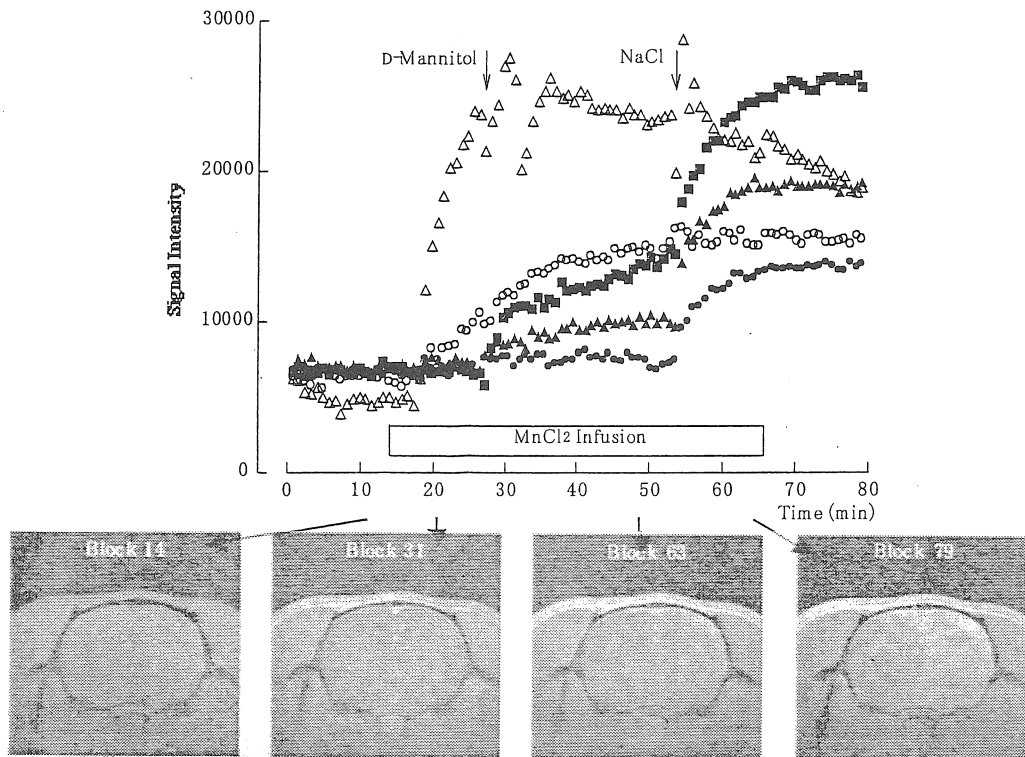 30000
D-Mannitol
NaCl
20000
Signal Intensity
10000
MnCl2 Infusion
0
0 10 20 30 40 50 60 70 80
Time (min)
Block 14
Block 31
Block 63
Block 79